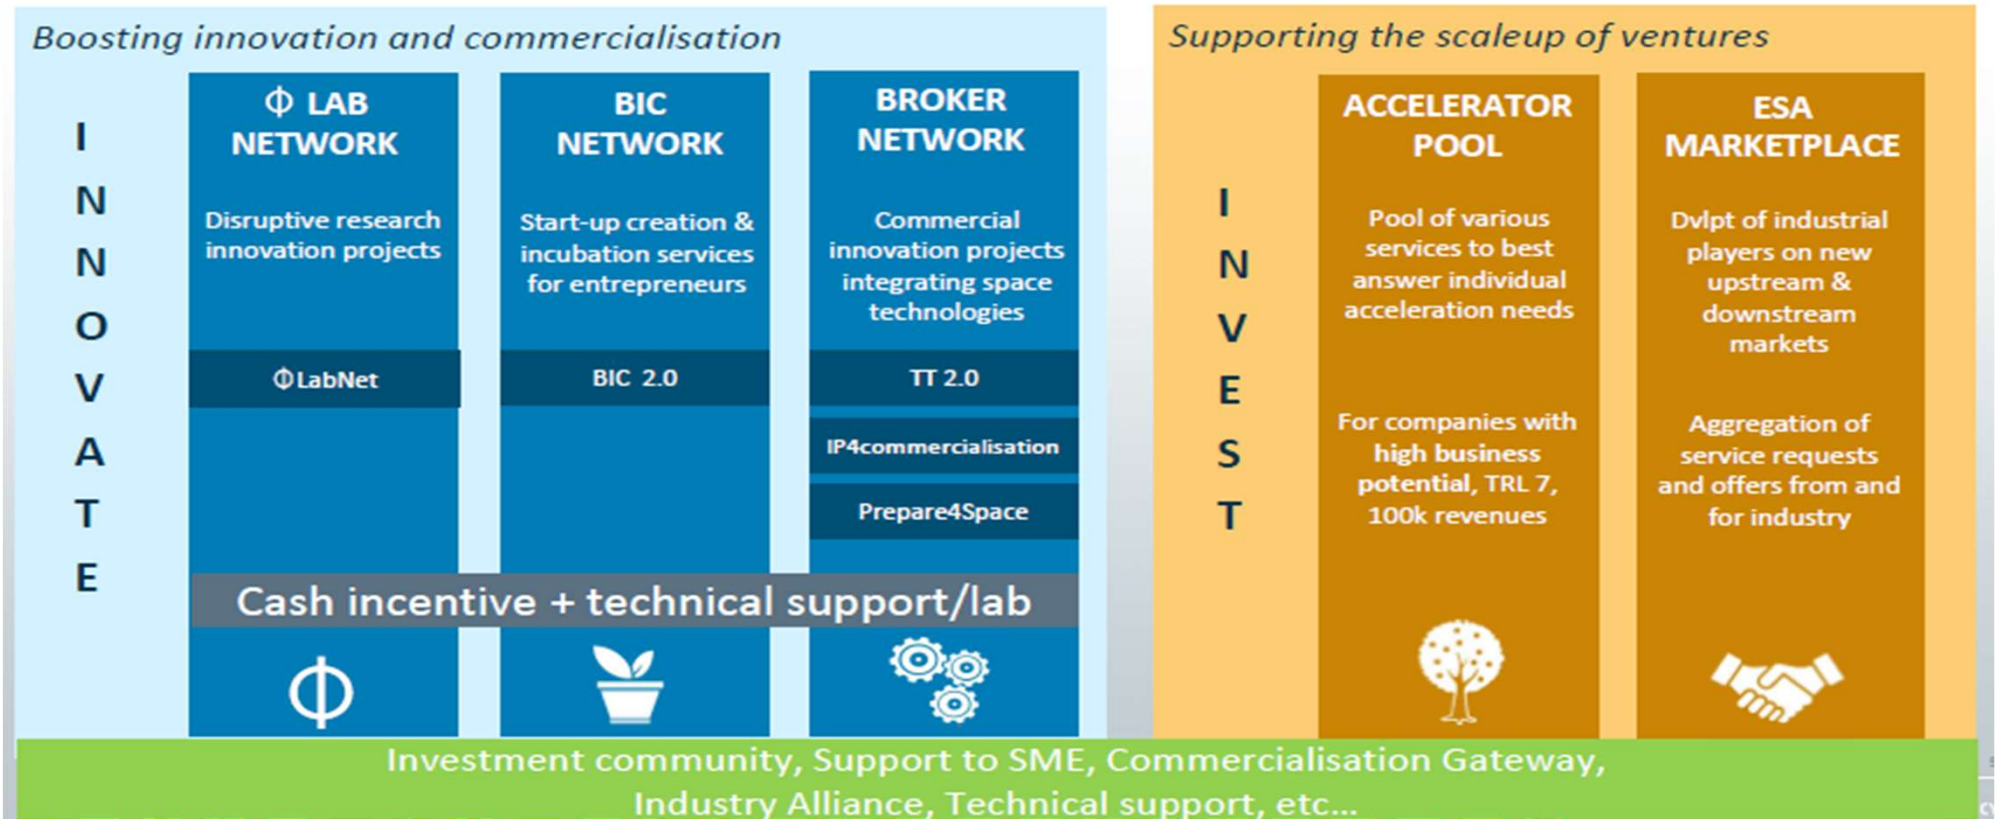 Boosting innovation and commercialisation
I
N
N
O
V
A
T
E
Φ LAB
NETWORK
Disruptive research
innovation projects
ΦLabNet
BIC
NETWORK
Start-up creation &
incubation services
for entrepreneurs
BIC 2.0
BROKER
NETWORK
Commercial
innovation projects
integrating space
technologies
TT 2.0
IP4commercialisation
Prepare4Space
Cash incentive + technical support/lab
Φ
Supporting the scaleup of ventures
I
N
V
E
S
T
ACCELERATOR
POOL
Pool of various
services to best
answer individual
acceleration needs
For companies with
high business
potential, TRL 7,
100k revenues
ESA
MARKETPLACE
Dvlpt of industrial
players on new
upstream &
downstream
markets
Aggregation of
service requests
and offers from and
for industry
Investment community, Support to SME, Commercialisation Gateway,
Industry Alliance, Technical support, etc...